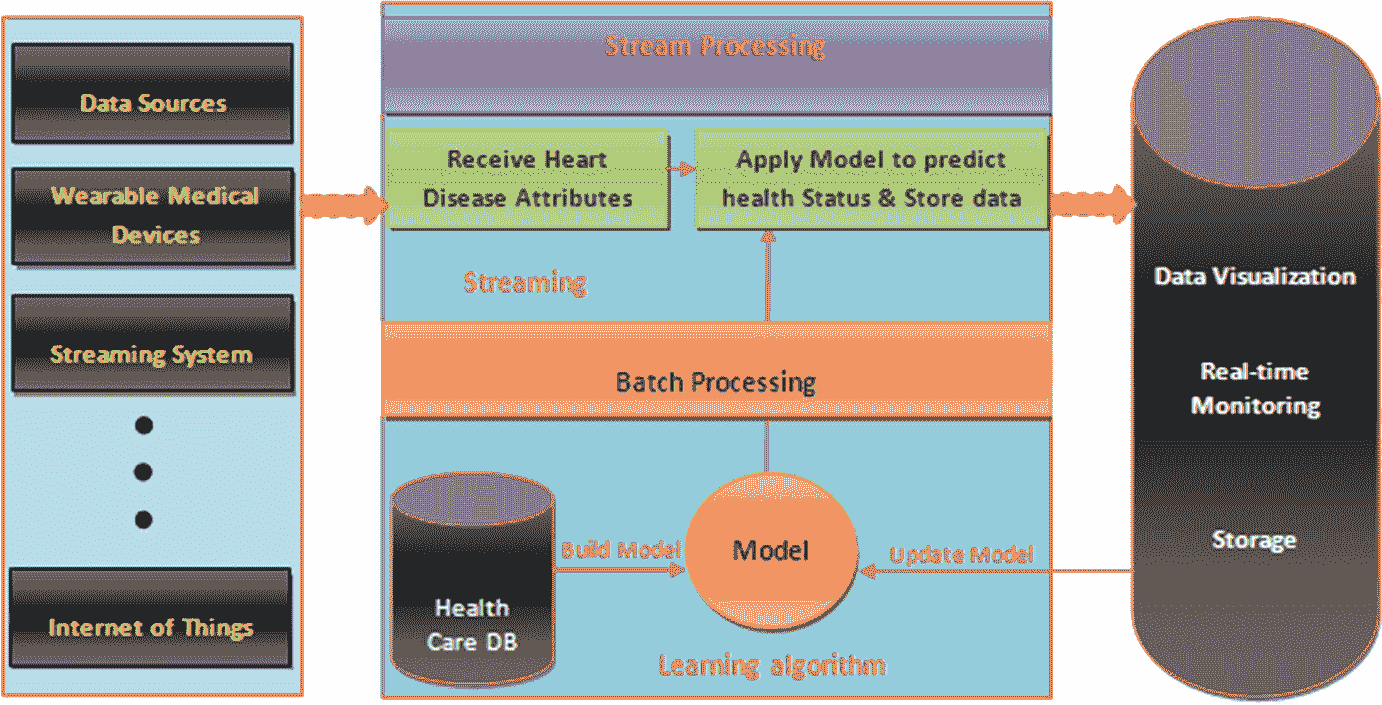 Data Sources
Wearable Medical
Devices
Streaming System
Internet of Things
Stream Processing
Receive Heart
Disease Attributes
Apply Model to predict
health Status & Store data
Streaming
Batch Processing
Health
Care DB
Build Model
Model
Update Model
Learning algorithm
Data Visualization
Real-time
Monitoring
Storage